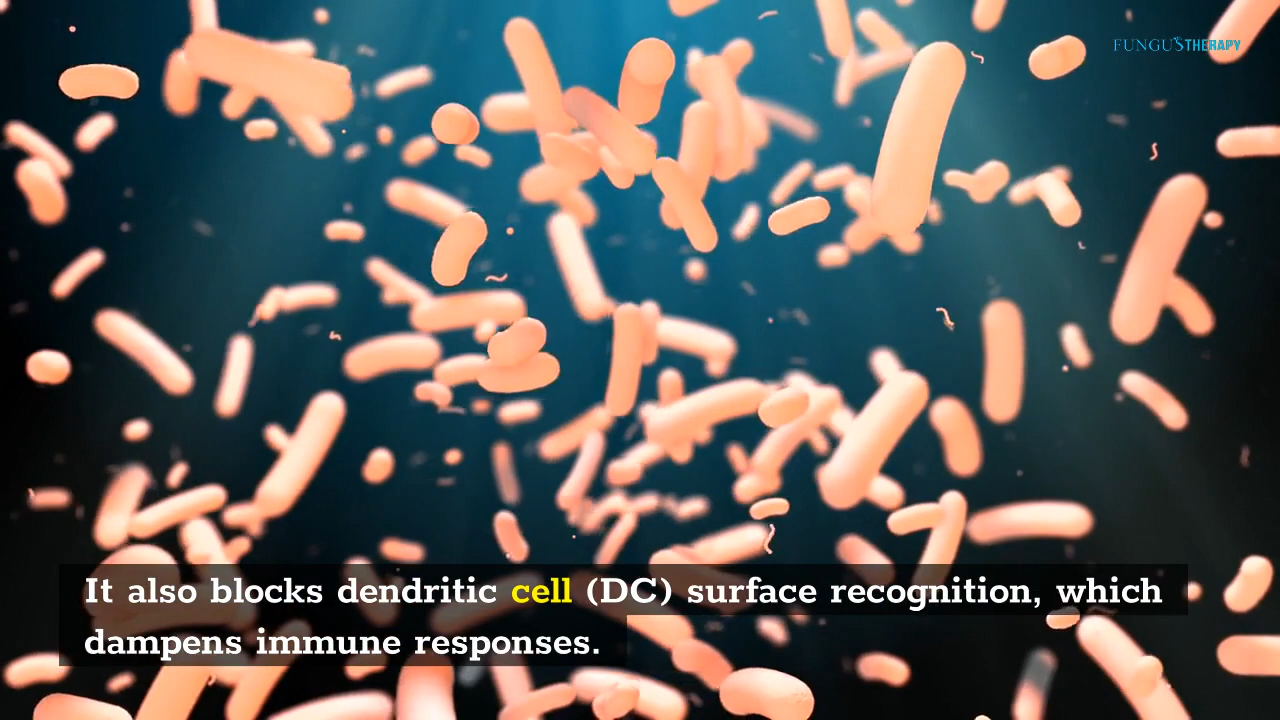 FUNGUSTHERAPY
It also blocks dendritic cell (DC) surface recognition, which
dampens immune responses.